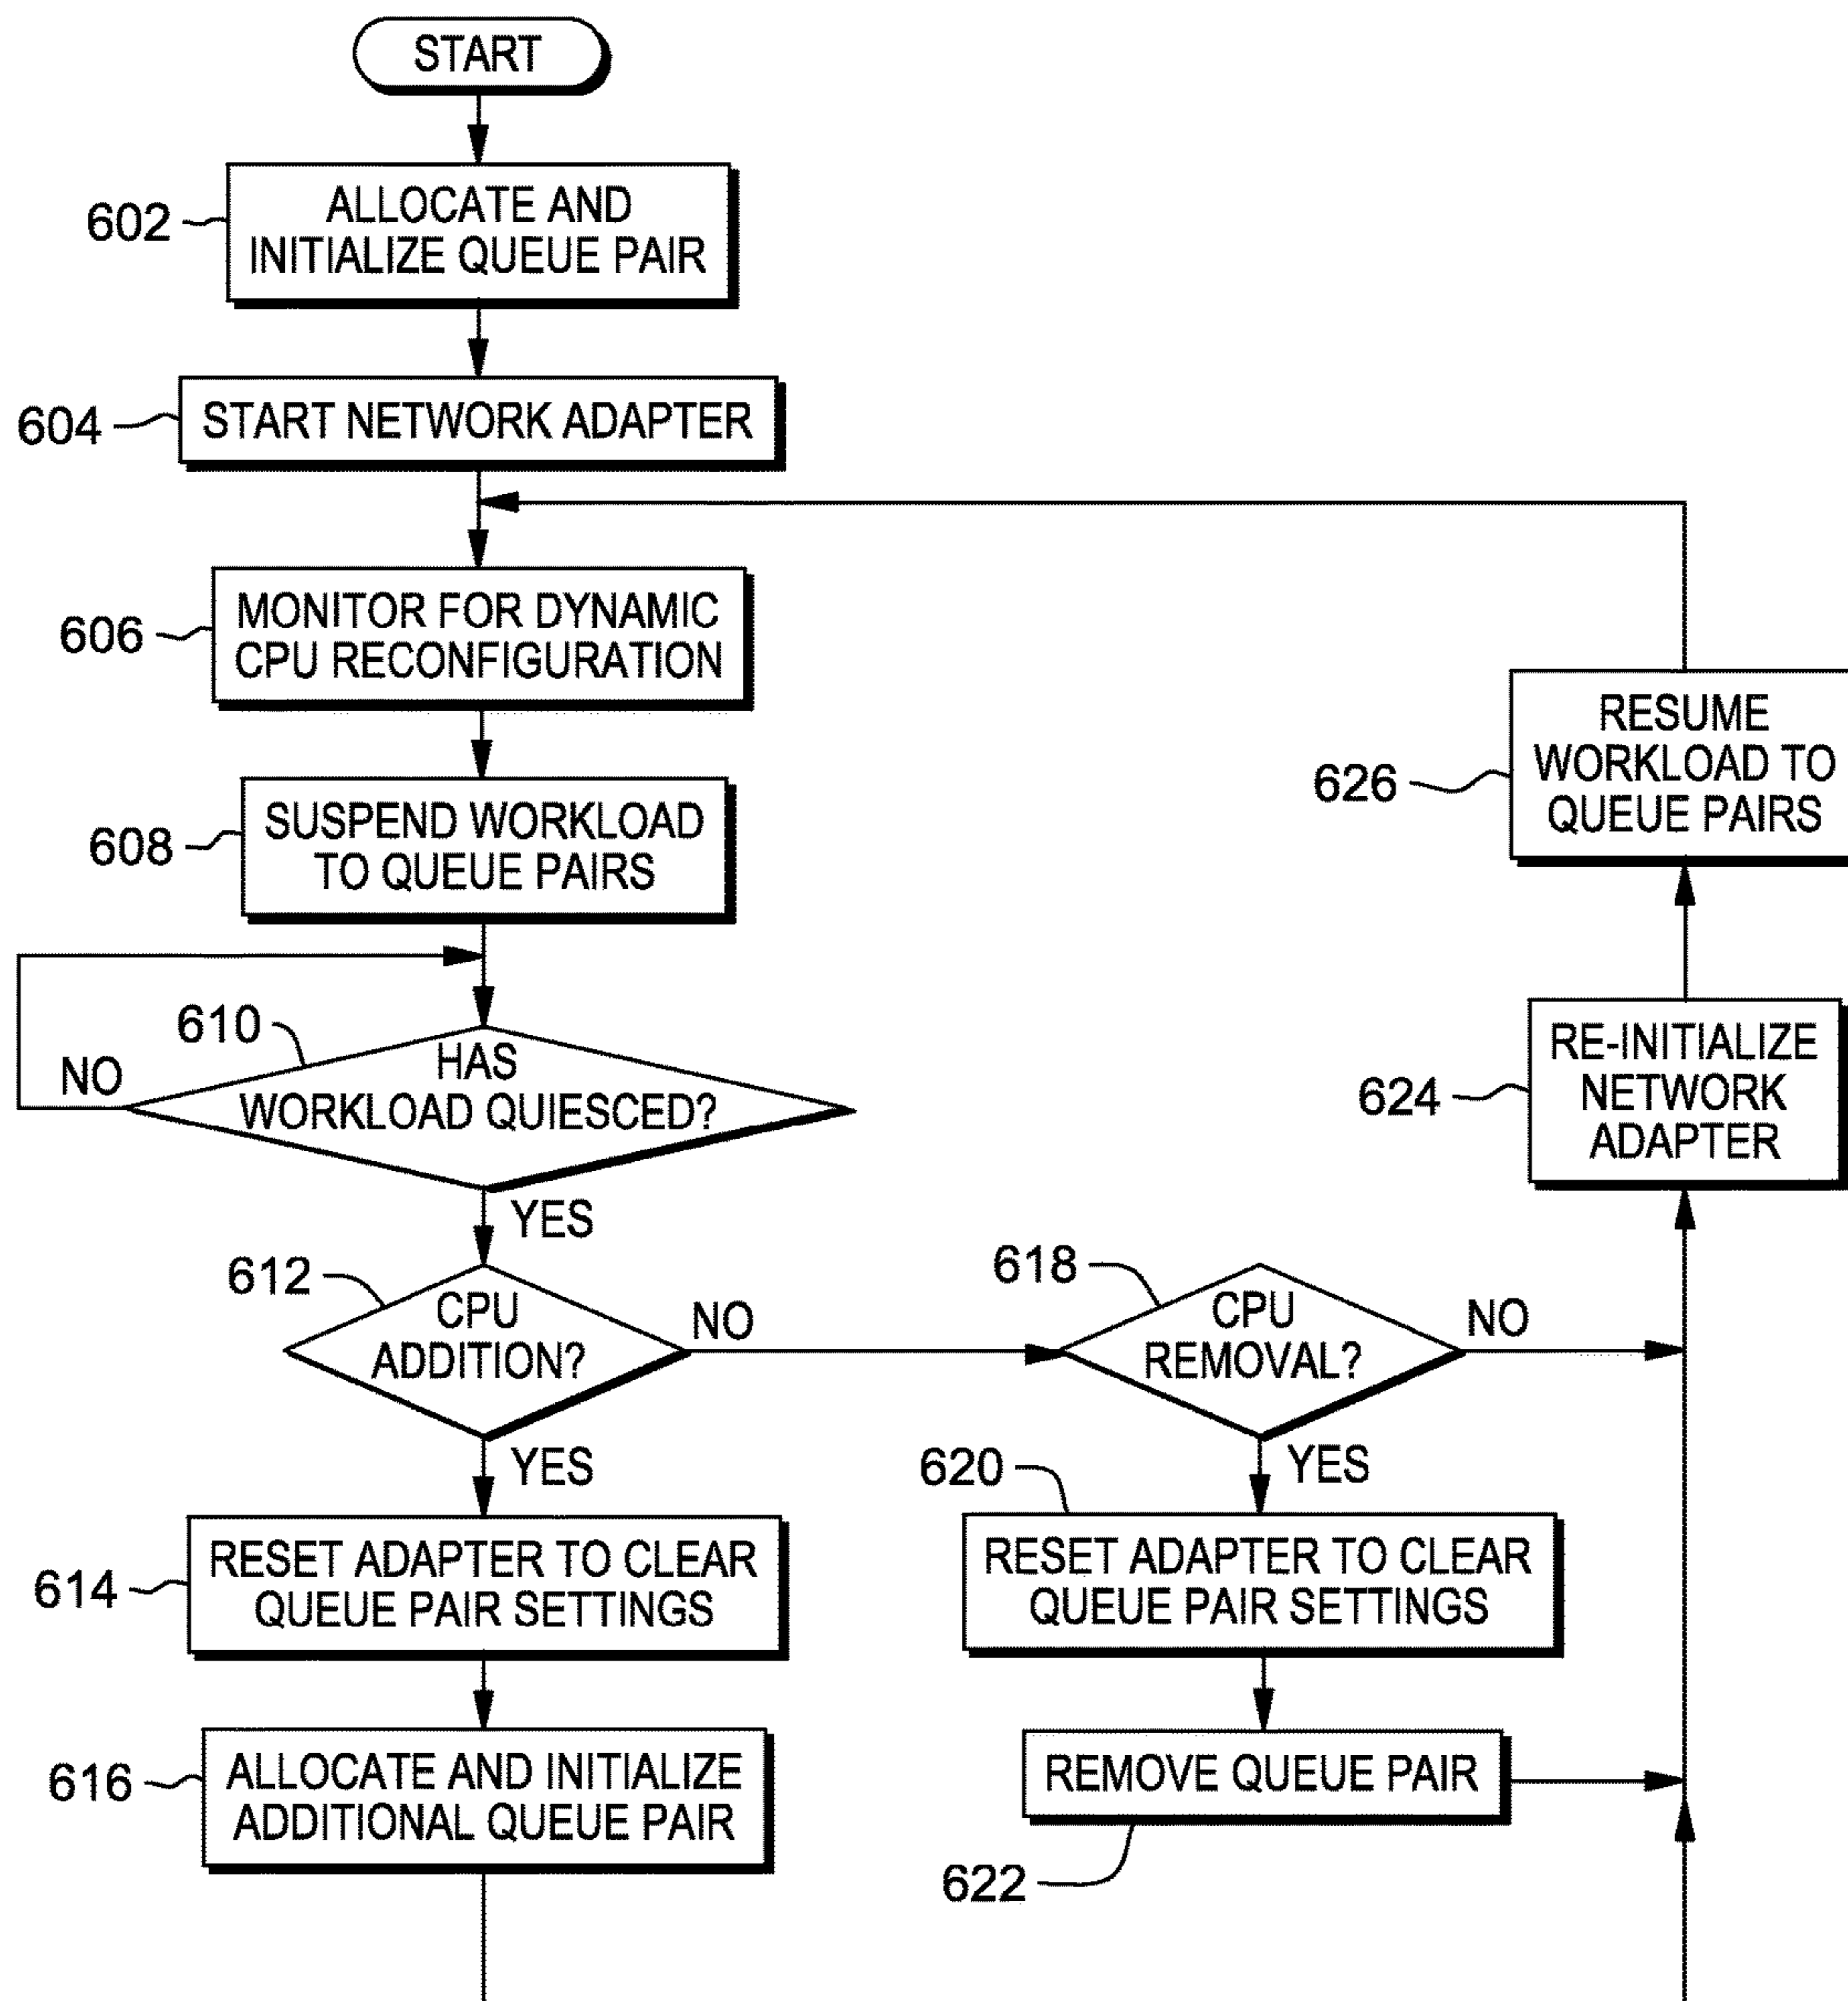 START
602
ALLOCATE AND
INITIALIZE QUEUE PAIR
604
START NETWORK ADAPTER
606
MONITOR FOR DYNAMIC
CPU RECONFIGURATION
608
SUSPEND WORKLOAD
TO QUEUE PAIRS
610
NO
HAS
WORKLOAD QUIESCED?
YES
612
CPU
ADDITION?
NO
YES
614
RESET ADAPTER TO CLEAR
QUEUE PAIR SETTINGS
616
ALLOCATE AND INITIALIZE
ADDITIONAL QUEUE PAIR
618
CPU
REMOVAL?
NO
YES
620
RESET ADAPTER TO CLEAR
QUEUE PAIR SETTINGS
REMOVE QUEUE PAIR
622
624
RE-INITIALIZE
NETWORK
ADAPTER
626
RESUME
WORKLOAD TO
QUEUE PAIRS